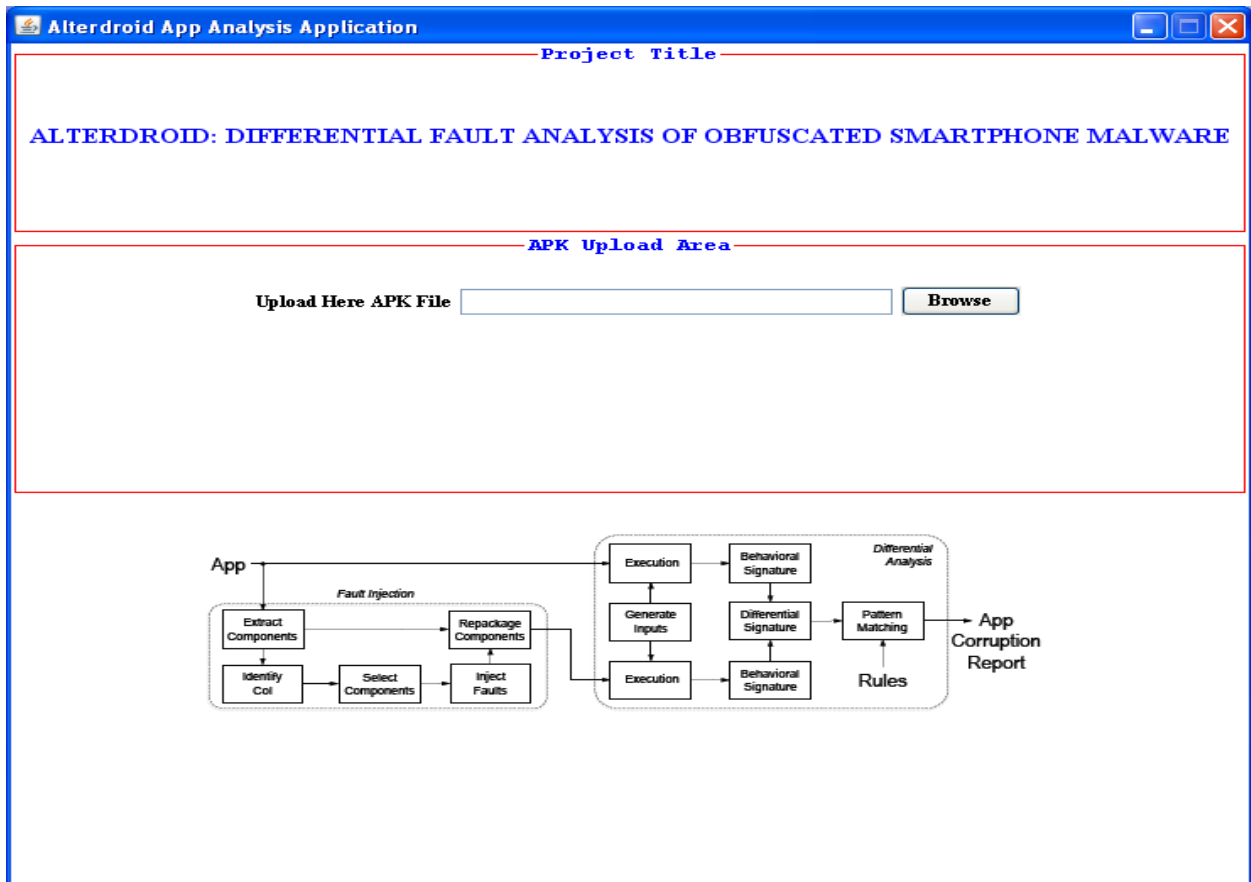 Alterdroid App Analysis Application
Project Title
ALTERDROID: DIFFERENTIAL FAULT ANALYSIS OF OBFUSCATED SMARTPHONE MALWARE
APK Upload Area
Upload Here APK File
Browse
App
Fault Injection
Extract
Components
Repackage
Components
Identify
CoI
Select
Components
Inject
Faults
Differential
Analysis
Execution
Behavioral
Signature
Generate
Inputs
Differential
Signature
Pattern
Matching
Execution
Behavioral
Signature
Rules
App
Corruption
Report